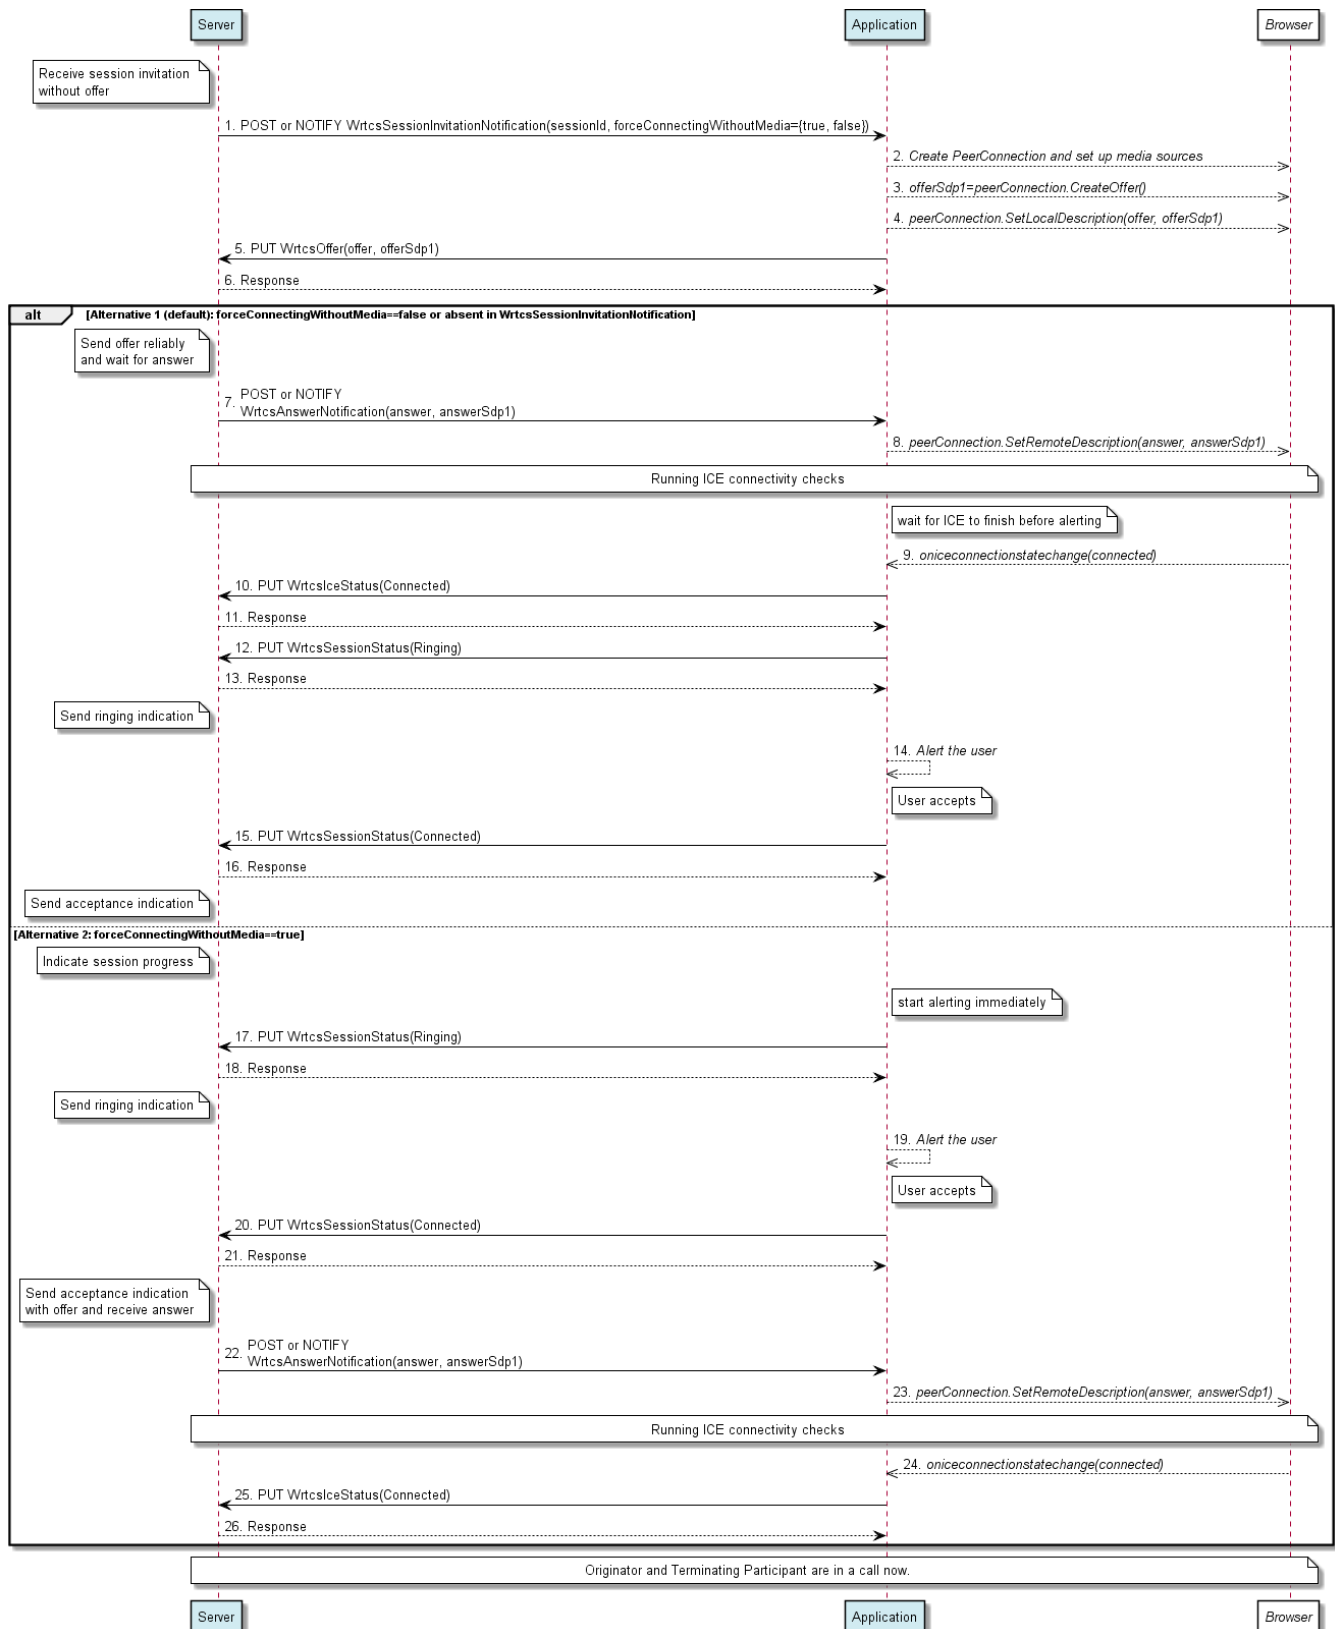 Server
Application
Browser
Receive session invitation
without offer
1. POST or NOTIFY WrtcsSessionInvitationNotification(sessionId, forceConnectingWithoutMedia={true, false})
2. Create PeerConnection and set up media sources
3. offerSdp1=peerConnection.CreateOffer()
4. peerConnection.SetLocalDescription(offer, offerSdp1)
5. PUT WrtcsOffer(offer, offerSdp1)
6. Response
alt
[Alternative 1 (default): forceConnectingWithoutMedia==false or absent in WrtcsSessionInvitationNotification]
Send offer reliably
and wait for answer
7. POST or NOTIFY
WrtcsAnswerNotification(answer, answerSdp1)
8. peerConnection.SetRemoteDescription(answer, answerSdp1)
Running ICE connectivity checks
wait for ICE to finish before alerting
9. oniceconnectionstatechange(connected)
10. PUT WrtcsIceStatus(Connected)
11. Response
12. PUT WrtcsSessionStatus(Ringing)
13. Response
Send ringing indication
14. Alert the user
User accepts
15. PUT WrtcsSessionStatus(Connected)
16. Response
Send acceptance indication
[Alternative 2: forceConnectingWithoutMedia==true]
Indicate session progress
start alerting immediately
17. PUT WrtcsSessionStatus(Ringing)
18. Response
Send ringing indication
19. Alert the user
User accepts
20. PUT WrtcsSessionStatus(Connected)
21. Response
Send acceptance indication
with offer and receive answer
22. POST or NOTIFY
WrtcsAnswerNotification(answer, answerSdp1)
23. peerConnection.SetRemoteDescription(answer, answerSdp1)
Running ICE connectivity checks
24. oniceconnectionstatechange(connected)
25. PUT WrtcsIceStatus(Connected)
26. Response
Originator and Terminating Participant are in a call now.
Server
Application
Browser